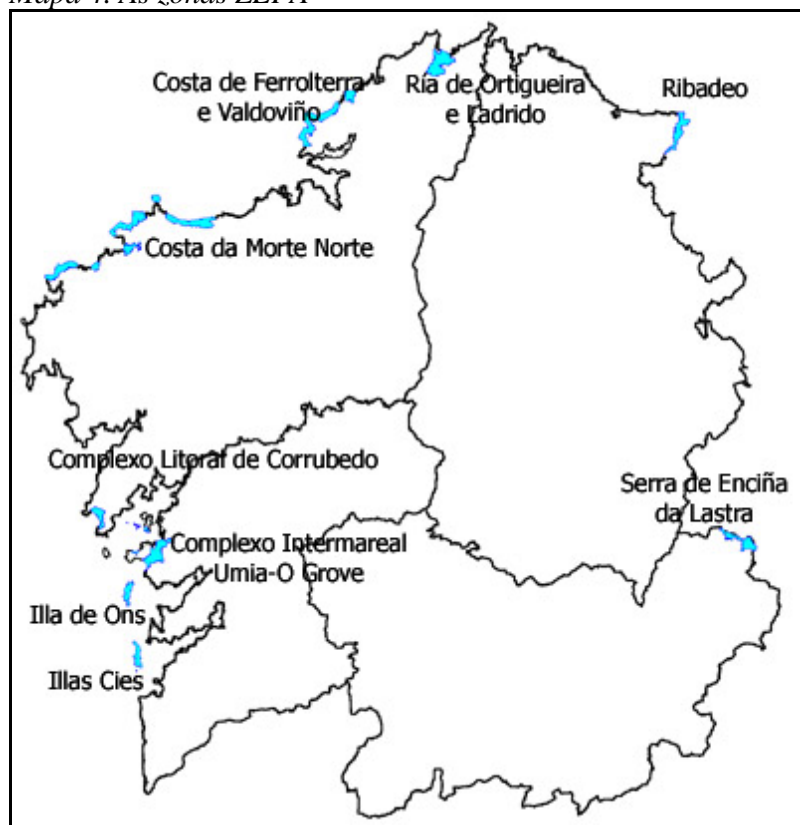 Mapa 4. As zonas ZEPA
Costa de Ferrolterra
e Valdoviño
Ría de Ortigueira
e Ladrido
Ribadeo
Costa da Morte Norte
Complexo Litoral de Corrubedo
Serra de Enciña
da Lastra
Complexo Intermareal
Umia-O Grove
Illa de Ons
Illas Cies